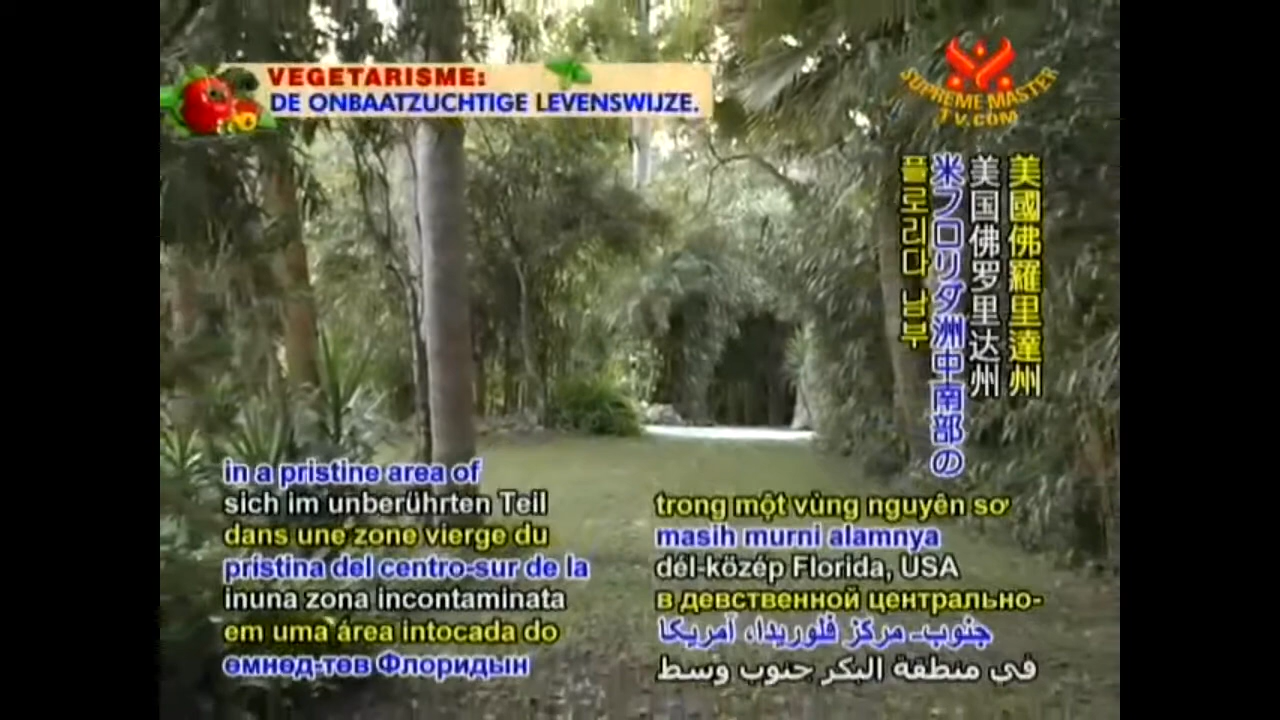 VEGETARISME:
DE ONBAATZUCHTIGE LEVENSWIJZE.
SUPREME MASTER
TV.COM
美國佛羅里達州
美国佛罗里达州
米フロリダ洲中南部の
플로리다 남부
in a pristine area of
sich im unberührten Teil
dans une zone vierge du
prístina del centro-sur de la
inuna zona incontaminata
em uma área intocada do
өмнөд-төв Флоридын
trong một vùng nguyên sơ
masih murni alamnya
dél-közép Florida, USA
в девственной центрально-
جنوب- مرکز فلوریدا، آمریکا
في منطقة البكر جنوب وسط